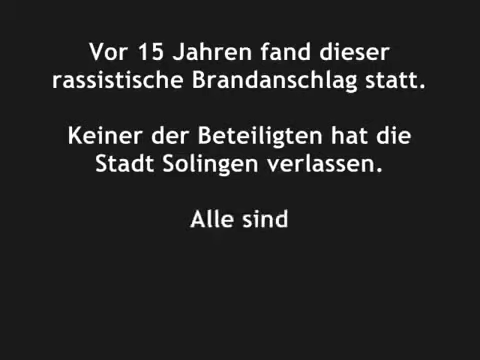 Vor 15 Jahren fand dieser
rassistische Brandanschlag statt.
Keiner der Beteiligten hat die
Stadt Solingen verlassen.
Alle sind